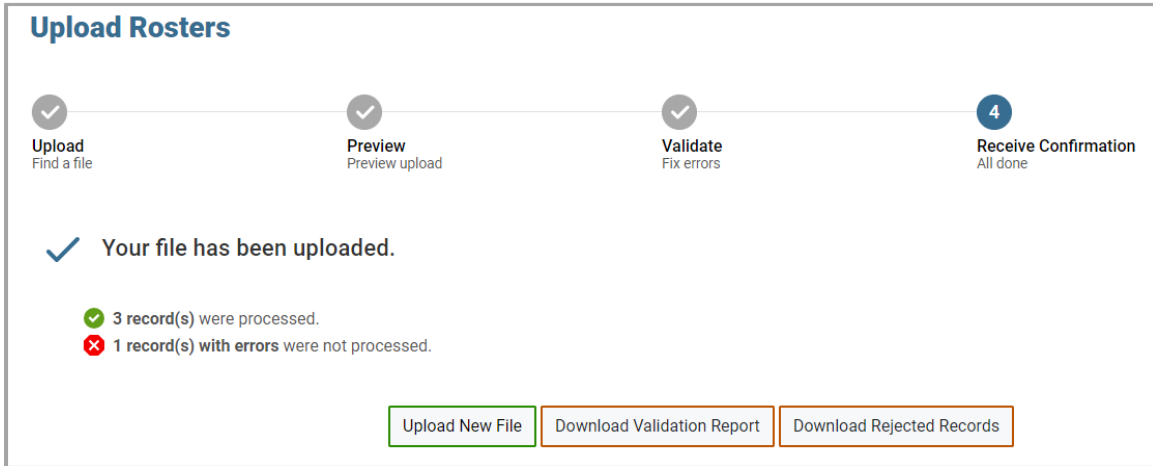 Upload Rosters
4
Upload Preview Validate Receive Confirmation
Find a file Preview upload Fix errors All done
Your file has been uploaded.
3 record(s) were processed.
1 record(s) with errors were not processed.
Upload New File Download Validation Report Download Rejected Records